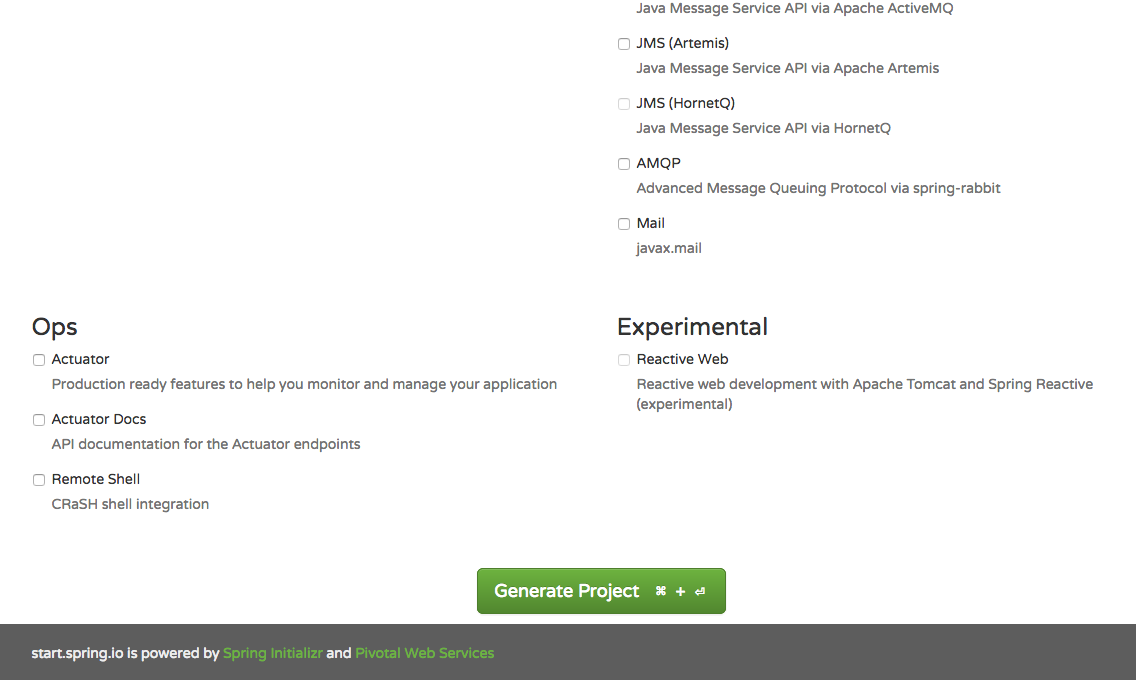 Java Message Service API via Apache ActiveMQ
JMS (Artemis)
Java Message Service API via Apache Artemis
JMS (HornetQ)
Java Message Service API via HornetQ
AMQP
Advanced Message Queuing Protocol via spring-rabbit
Mail
javax.mail
Ops
Actuator
Production ready features to help you monitor and manage your application
Actuator Docs
API documentation for the Actuator endpoints
Remote Shell
CRaSH shell integration
Experimental
Reactive Web
Reactive web development with Apache Tomcat and Spring Reactive
(experimental)
Generate Project ⌘ + ⏎
start.spring.io is powered by Spring Initializr and Pivotal Web Services